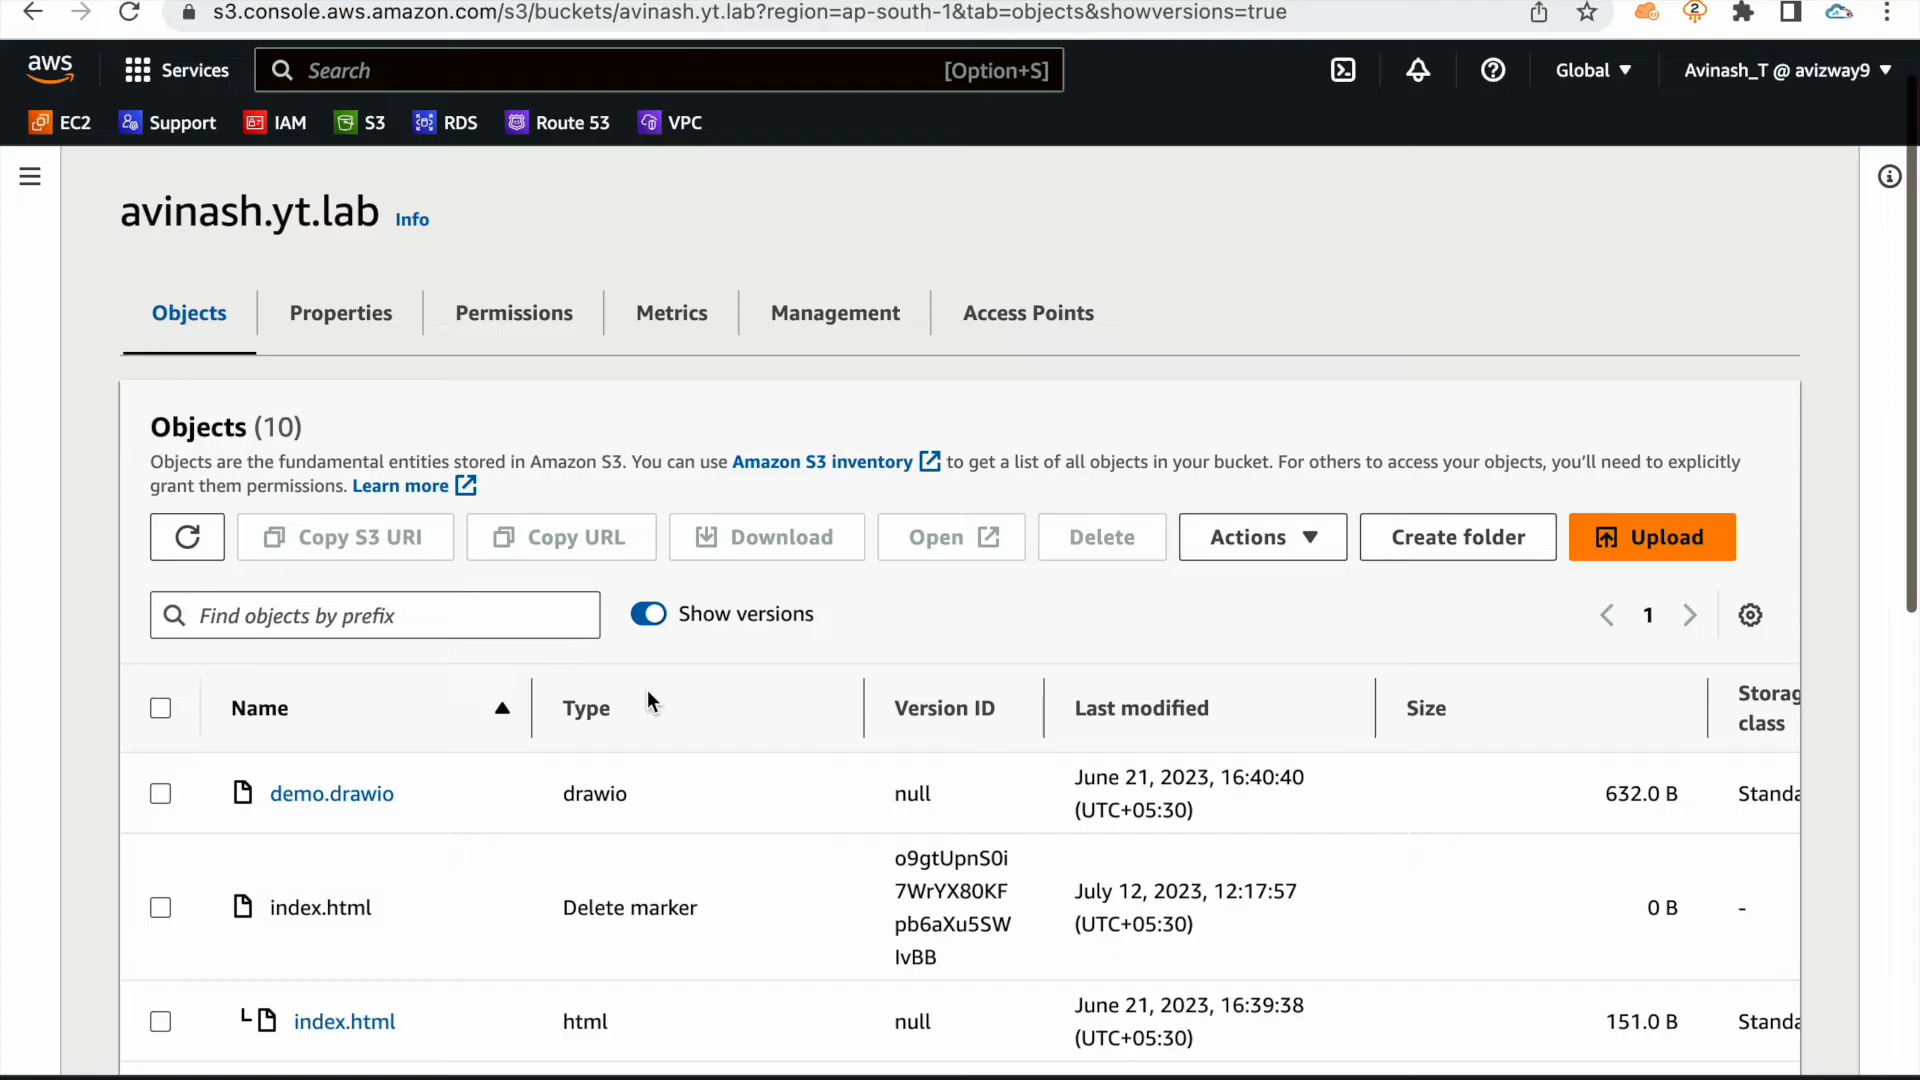 s3.console.aws.amazon.com/s3/buckets/avinash.yt.lab?region=ap-south-1&tab=objects&showversions=true
2
aws Services Search [Option+S] Global Avinash_T @ avizway9
EC2 Support IAM S3 RDS Route 53 VPC
avinash.yt.lab Info
Objects Properties Permissions Metrics Management Access Points
Objects (10)
Objects are the fundamental entities stored in Amazon S3. You can use Amazon S3 inventory to get a list of all objects in your bucket. For others to access your objects, you'll need to explicitly
grant them permissions. Learn more
Copy S3 URI Copy URL Download Open Delete Actions Create folder Upload
Find objects by prefix Show versions 1
Name Type Version ID Last modified Size Storag
class
demo.drawio drawio null June 21, 2023, 16:40:40
(UTC+05:30) 632.0 B Standa
index.html Delete marker o9gtUpnS0i
7WrYX80KF
pb6aXu5SW
IvBB July 12, 2023, 12:17:57
(UTC+05:30) 0 B -
index.html html null June 21, 2023, 16:39:38
(UTC+05:30) 151.0 B Standa